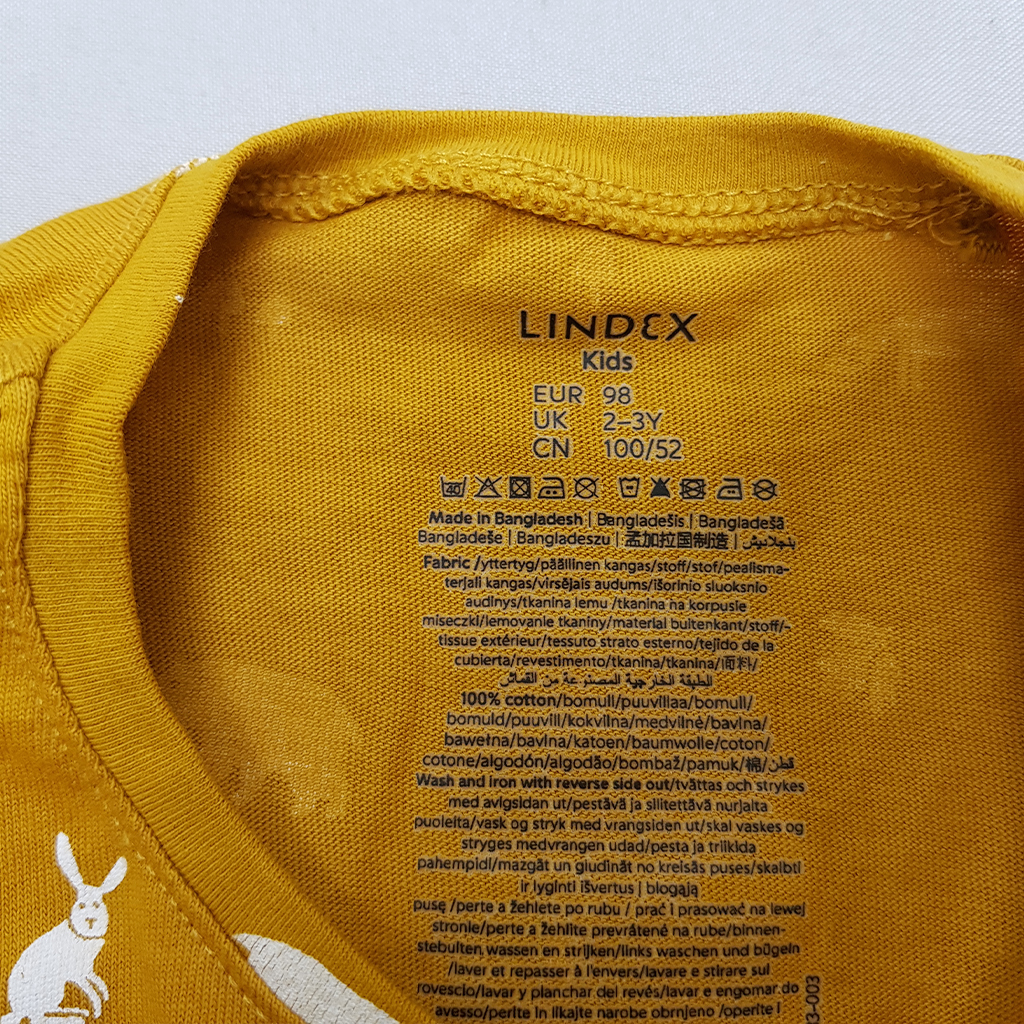 LINDEX
Kids
EUR 98
UK 2–3Y
CN 100/52
40
Made in Bangladesh | Bangladešis | Bangladešā
Bangladeše | Bangladeszu | 孟加拉国制造 | بنجلاديش
Fabric /yttertyg/päällinen kangas/stoff/stof/pealisma-
terjali kangas/virsējais audums/išorinio sluoksnio
audinys/tkanina lemu /tkanina na korpusie
miseczki/lemovanie tkaniny/material buitenkant/stoff/-
tissue extérieur/tessuto strato esterno/tejido de la
cubierta/revestimento/tkanina/tkanina/面料/
الطبقة الخارجية المصنوعة من القماش
100% cotton/bomull/puuvillaa/bomull/
bomuld/puuvill/kokvilna/medvilnė/bavlna/
bawełna/bavlna/katoen/baumwolle/coton/
cotone/algodón/algodão/bombaž/pamuk/棉/قطن
Wash and iron with reverse side out/tvättas och strykes
med avigsidan ut/pestävä ja silitettävä nurjalta
puolelta/vask og stryk med vrangsiden ut/skal vaskes og
stryges medvrangen udad/pesta ja triikida
pahempidi/mazgāt un gludināt no kreisās puses/skalbti
ir lyginti išvertus | blogąją
pusę /perte a žehlete po rubu / prać i prasować na lewej
stronie/perte a žehlite prevrátené na rube/binnen-
stebuiten wassen en strijken/links waschen und bügeln
/laver et repasser à l'envers/lavare e stirare sul
rovescio/lavar y planchar del revés/lavar e engomar do
avesso/perite in likajte narobe obrnjeno /operite i
3-003